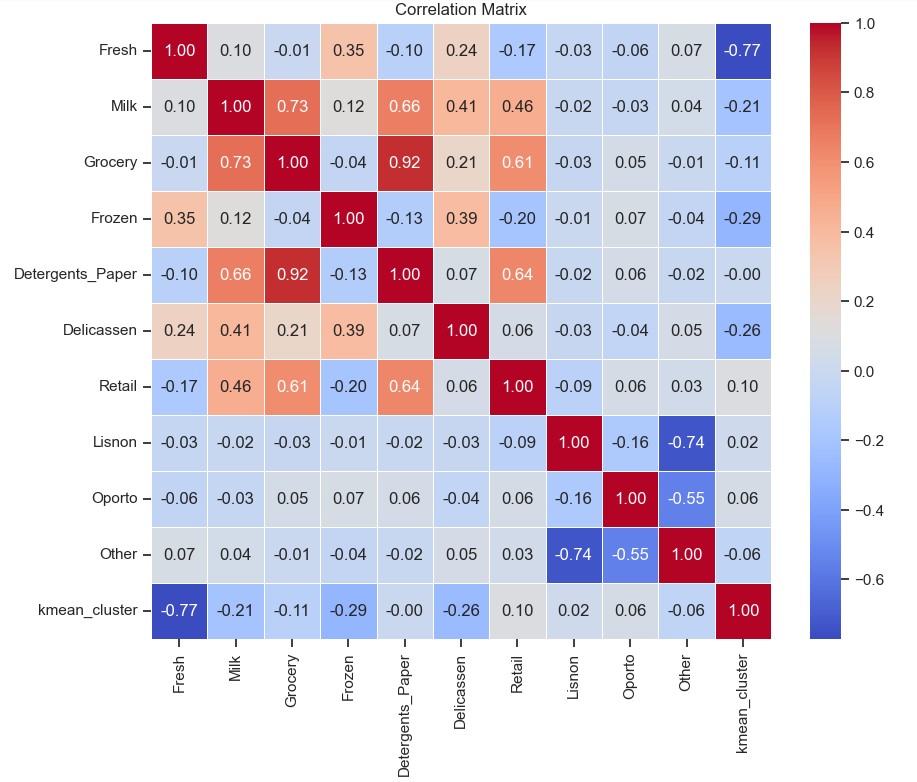 Correlation Matrix
Fresh 1.00 0.10 -0.01 0.35 -0.10 0.24 -0.17 -0.03 -0.06 0.07 -0.77
Milk 0.10 1.00 0.73 0.12 0.66 0.41 0.46 -0.02 -0.03 0.04 -0.21
Grocery -0.01 0.73 1.00 -0.04 0.92 0.21 0.61 -0.03 0.05 -0.01 -0.11
Frozen 0.35 0.12 -0.04 1.00 -0.13 0.39 -0.20 -0.01 0.07 -0.04 -0.29
Detergents_Paper -0.10 0.66 0.92 -0.13 1.00 0.07 0.64 -0.02 0.06 -0.02 -0.00
Delicassen 0.24 0.41 0.21 0.39 0.07 1.00 0.06 -0.03 -0.04 0.05 -0.26
Retail -0.17 0.46 0.61 -0.20 0.64 0.06 1.00 -0.09 0.06 0.03 0.10
Lisnon -0.03 -0.02 -0.03 -0.01 -0.02 -0.03 -0.09 1.00 -0.16 -0.74 0.02
Oporto -0.06 -0.03 0.05 0.07 0.06 -0.04 0.06 -0.16 1.00 -0.55 0.06
Other 0.07 0.04 -0.01 -0.04 -0.02 0.05 0.03 -0.74 -0.55 1.00 -0.06
kmean_cluster -0.77 -0.21 -0.11 -0.29 -0.00 -0.26 0.10 0.02 0.06 -0.06 1.00
Fresh Milk Grocery Frozen Detergents_Paper Delicassen Retail Lisnon Oporto Other kmean_cluster
1.0
0.8
0.6
0.4
0.2
0.0
−0.2
−0.4
−0.6